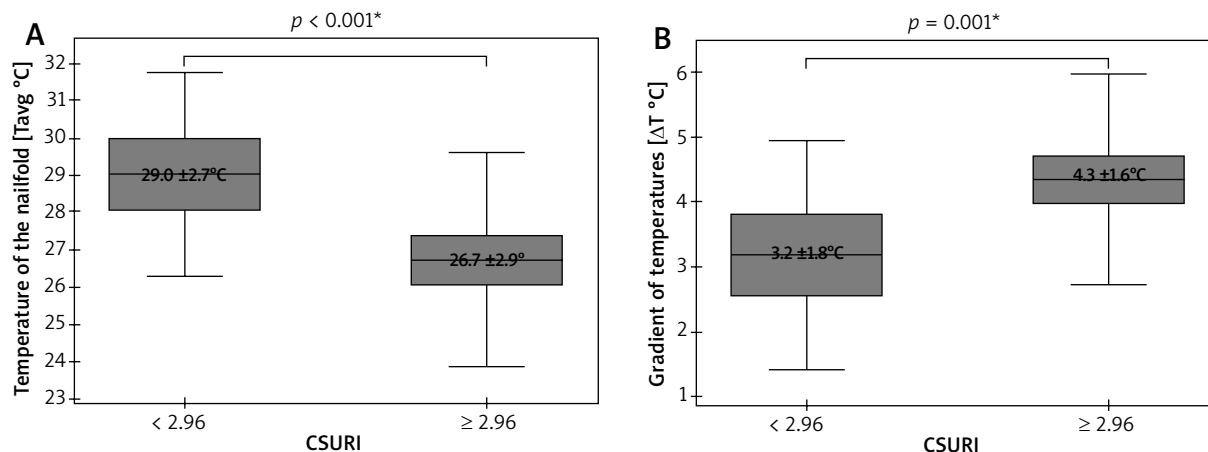 A
p < 0.001*
Temperature of the nailfold [Tavg °C]
32
31
30
29
28
27
26
25
24
23
29.0 ±2.7°C
26.7 ±2.9°
< 2.96
≥ 2.96
CSURI
B
p = 0.001*
Gradient of temperatures [ΔT °C]
6
5
4
3
2
1
3.2 ±1.8°C
4.3 ±1.6°C
< 2.96
≥ 2.96
CSURI